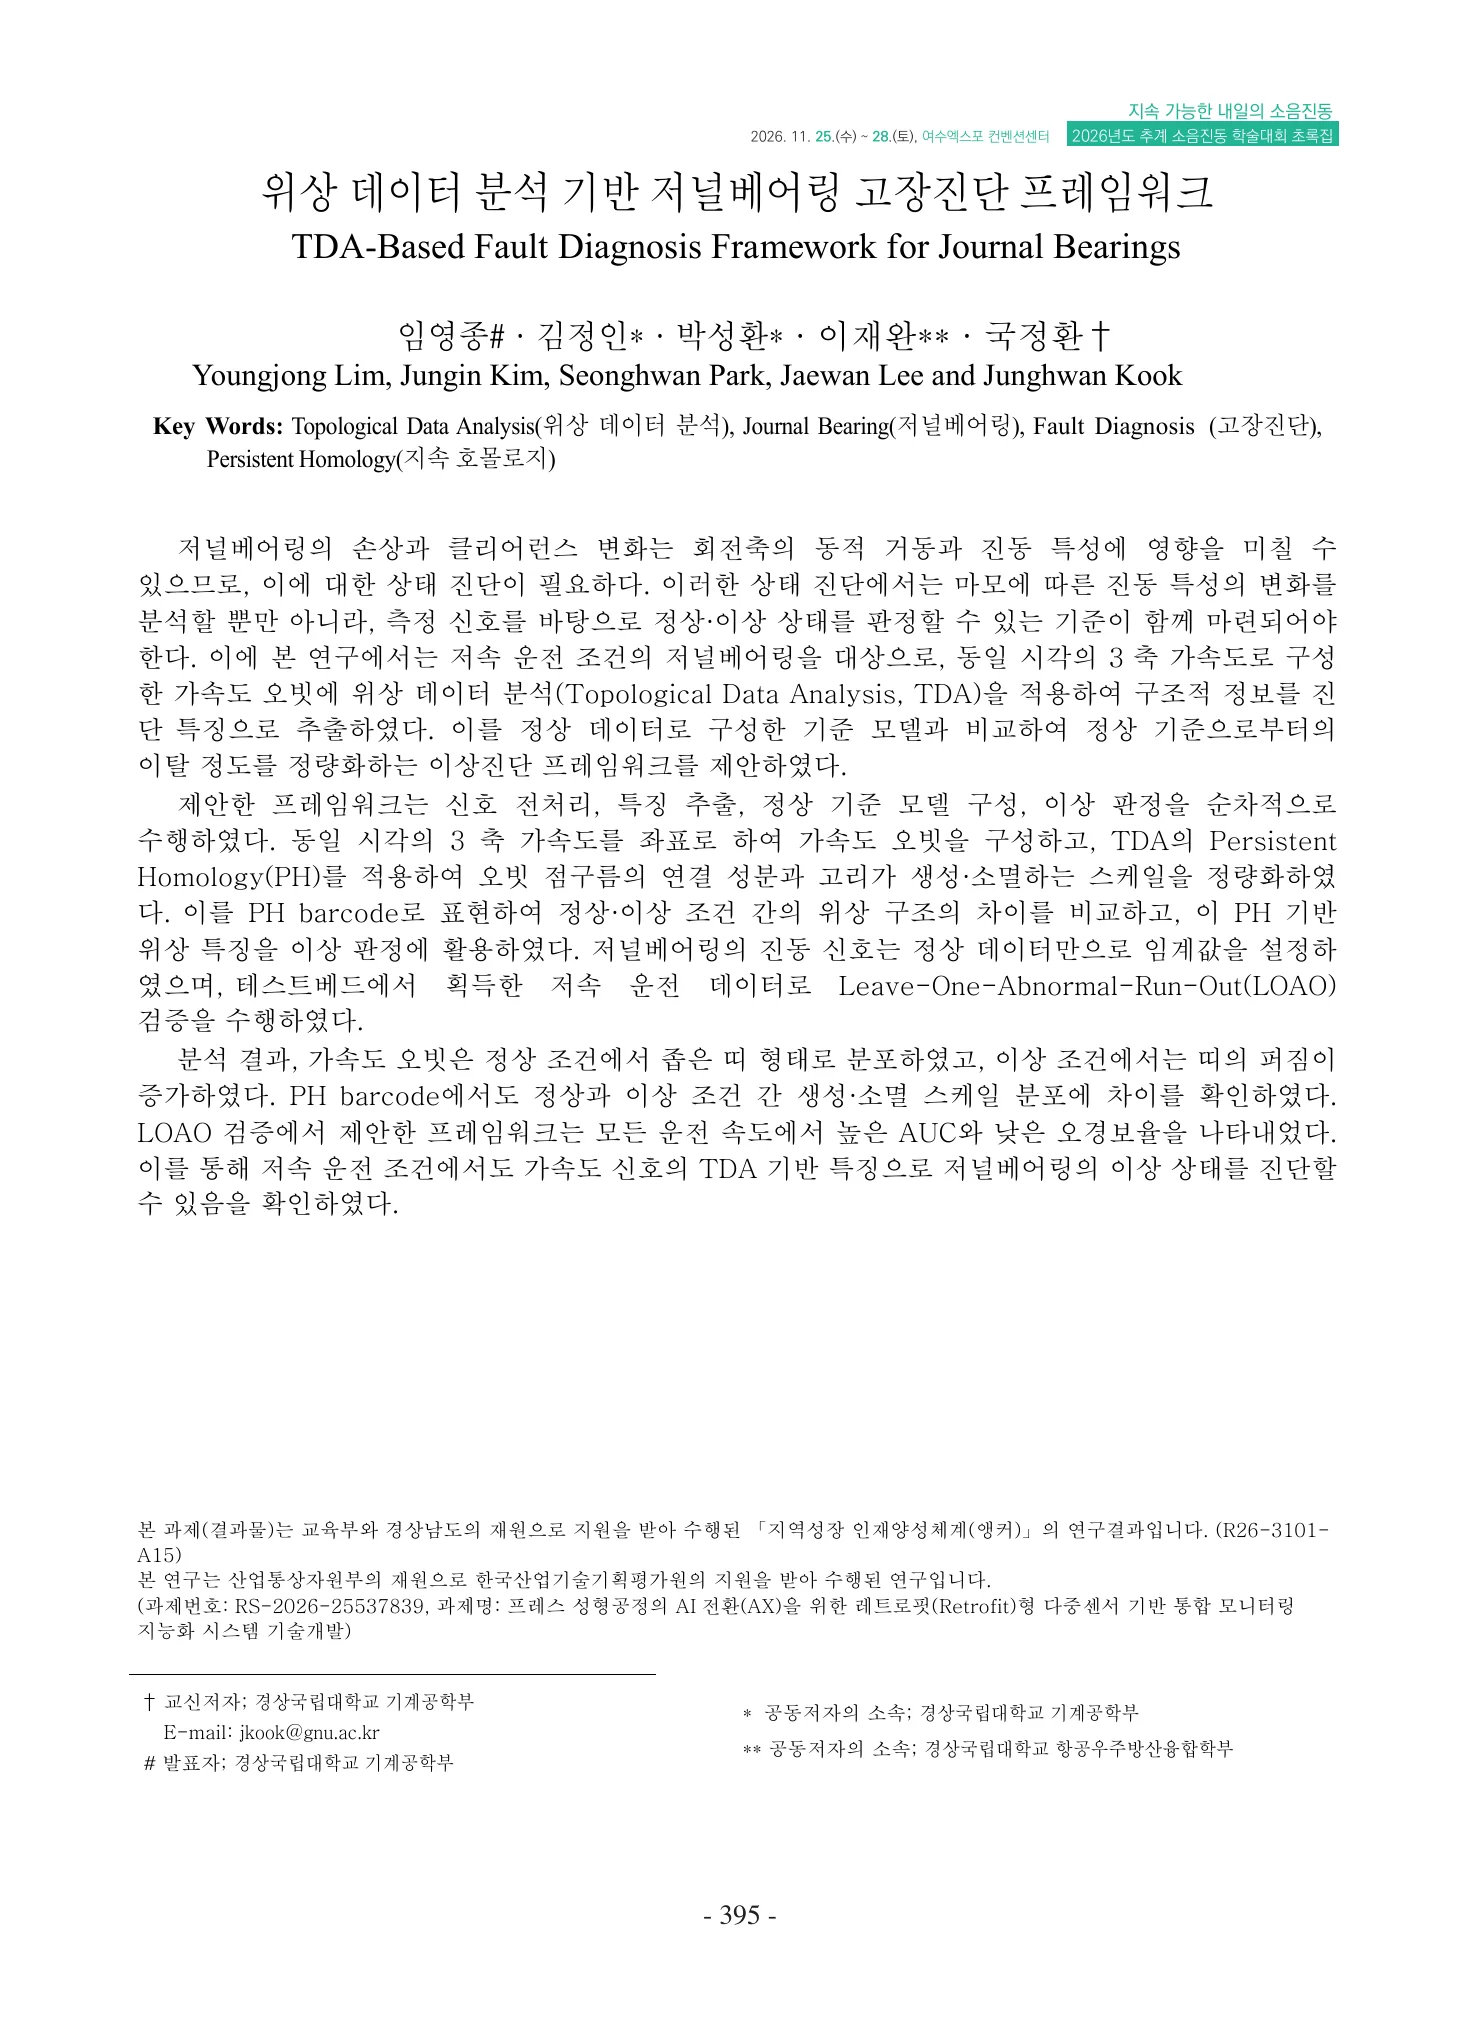 지속 가능한 내일의 소음진동
2026. 11. 25.(수) ~ 28.(토), 여수엑스포 컨벤션센터 2026년도 추계 소음진동 학술대회 초록집
위상 데이터 분석 기반 저널베어링 고장진단 프레임워크
TDA-Based Fault Diagnosis Framework for Journal Bearings
임영종# · 김정인* · 박성환* · 이재완** · 국정환†
Youngjong Lim, Jungin Kim, Seonghwan Park, Jaewan Lee and Junghwan Kook
Key Words: Topological Data Analysis(위상 데이터 분석), Journal Bearing(저널베어링), Fault Diagnosis (고장진단),
Persistent Homology(지속 호몰로지)
저널베어링의 손상과 클리어런스 변화는 회전축의 동적 거동과 진동 특성에 영향을 미칠 수
있으므로, 이에 대한 상태 진단이 필요하다. 이러한 상태 진단에서는 마모에 따른 진동 특성의 변화를
분석할 뿐만 아니라, 측정 신호를 바탕으로 정상·이상 상태를 판정할 수 있는 기준이 함께 마련되어야
한다. 이에 본 연구에서는 저속 운전 조건의 저널베어링을 대상으로, 동일 시각의 3 축 가속도로 구성
한 가속도 오빗에 위상 데이터 분석(Topological Data Analysis, TDA)을 적용하여 구조적 정보를 진
단 특징으로 추출하였다. 이를 정상 데이터로 구성한 기준 모델과 비교하여 정상 기준으로부터의
이탈 정도를 정량화하는 이상진단 프레임워크를 제안하였다.
제안한 프레임워크는 신호 전처리, 특징 추출, 정상 기준 모델 구성, 이상 판정을 순차적으로
수행하였다. 동일 시각의 3 축 가속도를 좌표로 하여 가속도 오빗을 구성하고, TDA의 Persistent
Homology(PH)를 적용하여 오빗 점구름의 연결 성분과 고리가 생성·소멸하는 스케일을 정량화하였
다. 이를 PH barcode로 표현하여 정상·이상 조건 간의 위상 구조의 차이를 비교하고, 이 PH 기반
위상 특징을 이상 판정에 활용하였다. 저널베어링의 진동 신호는 정상 데이터만으로 임계값을 설정하
였으며, 테스트베드에서 획득한 저속 운전 데이터로 Leave-One-Abnormal-Run-Out(LOAO)
검증을 수행하였다.
분석 결과, 가속도 오빗은 정상 조건에서 좁은 띠 형태로 분포하였고, 이상 조건에서는 띠의 퍼짐이
증가하였다. PH barcode에서도 정상과 이상 조건 간 생성·소멸 스케일 분포에 차이를 확인하였다.
LOAO 검증에서 제안한 프레임워크는 모든 운전 속도에서 높은 AUC와 낮은 오경보율을 나타내었다.
이를 통해 저속 운전 조건에서도 가속도 신호의 TDA 기반 특징으로 저널베어링의 이상 상태를 진단할
수 있음을 확인하였다.
본 과제(결과물)는 교육부와 경상남도의 재원으로 지원을 받아 수행된 「지역성장 인재양성체계(앵커)」의 연구결과입니다. (R26-3101-
A15)
본 연구는 산업통상자원부의 재원으로 한국산업기술기획평가원의 지원을 받아 수행된 연구입니다.
(과제번호: RS-2026-25537839, 과제명: 프레스 성형공정의 AI 전환(AX)을 위한 레트로핏(Retrofit)형 다중센서 기반 통합 모니터링
지능화 시스템 기술개발)
† 교신저자; 경상국립대학교 기계공학부
E-mail: jkook@gnu.ac.kr
# 발표자; 경상국립대학교 기계공학부
* 공동저자의 소속; 경상국립대학교 기계공학부
** 공동저자의 소속; 경상국립대학교 항공우주방산융합학부
- 395 -